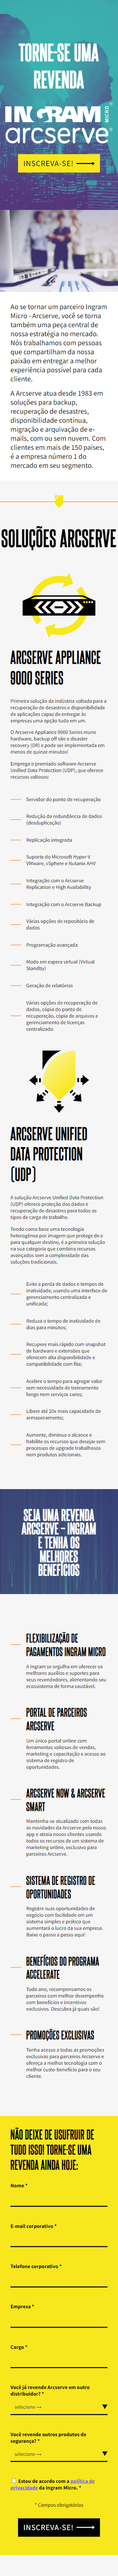 TORNE-SE UMA
REVENDA
INGRAM MICRO
arcserve
INSCREVA-SE!
Ao se tornar um parceiro Ingram
Micro - Arcserve, você se torna
também uma peça central de
nossa estratégia no mercado.
Nós trabalhamos com pessoas
que compartilham da nossa
paixão em entregar a melhor
experiência possível para cada
cliente.
A Arcserve atua desde 1983 em
soluções para backup,
recuperação de desastres,
disponibilidade contínua,
migração e arquivação de e-
mails, com ou sem nuvem. Com
clientes em mais de 150 países,
é a empresa número 1 do
mercado em seu segmento.
SOLUÇÕES ARCSERVE
ARCSERVE APPLIANCE
9000 SERIES
Primeira solução da indústria voltada para a
recuperação de desastres e disponibilidade
de aplicações capaz de entregar às
empresas uma opção tudo em um.
O Arcserve Appliance 9000 Series reune
hardware, backup off site e disaster
recovery (DR) e pode ser implementada em
menos de quinze minutos!
Emprega o premiado software Arcserve
Unified Data Protection (UDP), que oferece
recursos valiosos:
Servidor do ponto de recuperação
Redução da redundância de dados
(desduplicação)
Replicação integrada
Suporte do Microsoft Hyper-V
VMware, vSphere e Nutanix AHV
Integração com o Arcserve
Replication e High Availability
Integração com o Arcserve Backup
Várias opções de repositório de
dados
Programação avançada
Modo em espera virtual (Virtual
Standby)
Geração de relatórios
Várias opções de recuperação de
dados, cópia do ponto de
recuperação, cópia de arquivos e
gerenciamento de licenças
centralizado
ARCSERVE UNIFIED
DATA PROTECTION
(UDP)
A solução Arcserve Unified Data Protection
(UDP) oferece proteção dos dados e
recuperação de desastres para todos os
tipos de carga do trabalho.
Tendo como base uma tecnologia
heterogênea por imagem que protege de e
para qualquer destino, é a primeira solução
na sua categoria que combina recursos
avançados sem a complexidade das
soluções tradicionais.
Evite a perda de dados e tempos de
inatividade, usando uma interface de
gerenciamento centralizada e
unificada;
Reduza o tempo de inatividade de
dias para minutos;
Recupere mais rápido com snapshot
de hardware e extensões que
oferecem alta disponibilidade e
compatibilidade com fita;
Acelere o tempo para agregar valor
sem necessidade do treinamento
longo nem serviços caros;
Libere até 20x mais capacidade de
armazenamento;
Aumente, diminua o alcance e
habilite os recursos que desejar sem
processos de upgrade trabalhosos
nem produtos adicionais.
SEJA UMA REVENDA
ARCSERVE - INGRAM
E TENHA OS
MELHORES
BENEFÍCIOS
FLEXIBILIZAÇÃO DE
PAGAMENTOS INGRAM MICRO
A Ingram se orgulha em oferecer os
melhores auxílios e suportes para
seus revendedores, alimentando seu
ecosistema de forma saudável.
PORTAL DE PARCEIROS
ARCSERVE
Um único portal online com
ferramentas valiosas de vendas,
marketing e capacitação e acesso ao
sistema de registro de
oportunidades.
ARCSERVE NOW & ARCSERVE
SMART
Mantenha-se atualizado com todas
as novidades da Arcserve pelo nosso
app e atraia novos clientes usando
todos os recursos de um sistema de
marketing online, exclusivo para
parceiros Arcserve.
SISTEMA DE REGISTRO DE
OPORTUNIDADES
Registre suas oportunidades de
negócio com facilidade em um
sistema simples e prático que
aumentará o lucro da sua empresa.
Baixe o passo a passo aqui!
BENEFÍCIOS DO PROGRAMA
ACCELERATE
Todo ano, recompensamos os
parceiros com melhor desempenho
com benefícios e incentivos
exclusivos. Descubra já quais são!
PROMOÇÕES EXCLUSIVAS
Tenha acesso a todas as promoções
exclusivas para parceiros Arcserve e
ofereça a melhor tecnologia com o
melhor custo benefício para o seu
cliente.
NÃO DEIXE DE USUFRUIR DE
TUDO ISSO! TORNE-SE UMA
REVENDA AINDA HOJE:
Nome *
E-mail corporativo *
Telefone corporativo *
Empresa *
Cargo *
Você já revende Arcserve em outro
distribuidor? *
selecione ---
Você revende outros produtos de
segurança? *
selecione ---
Estou de acordo com a política de
privacidade da Ingram Micro. *
* Campos obrigatórios
INSCREVA-SE!